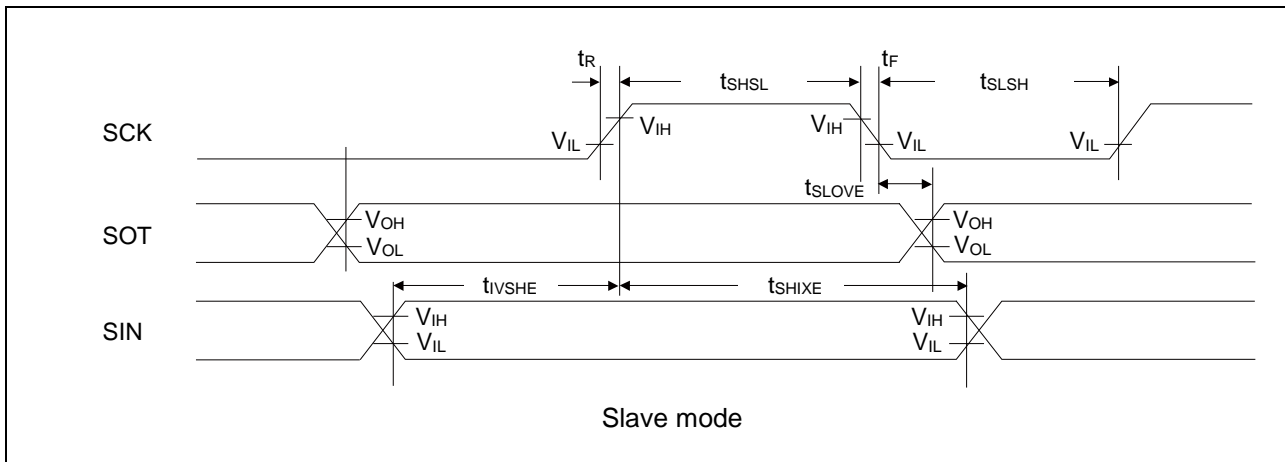 tR
tSHSL
tF
tSLSH
SCK
VIH
VIL
VIH
VIL
VIL
tSLOVE
SOT
VOH
VOL
VOH
VOL
tIVSHE
tSHIXE
SIN
VIH
VIL
VIH
VIL
Slave mode